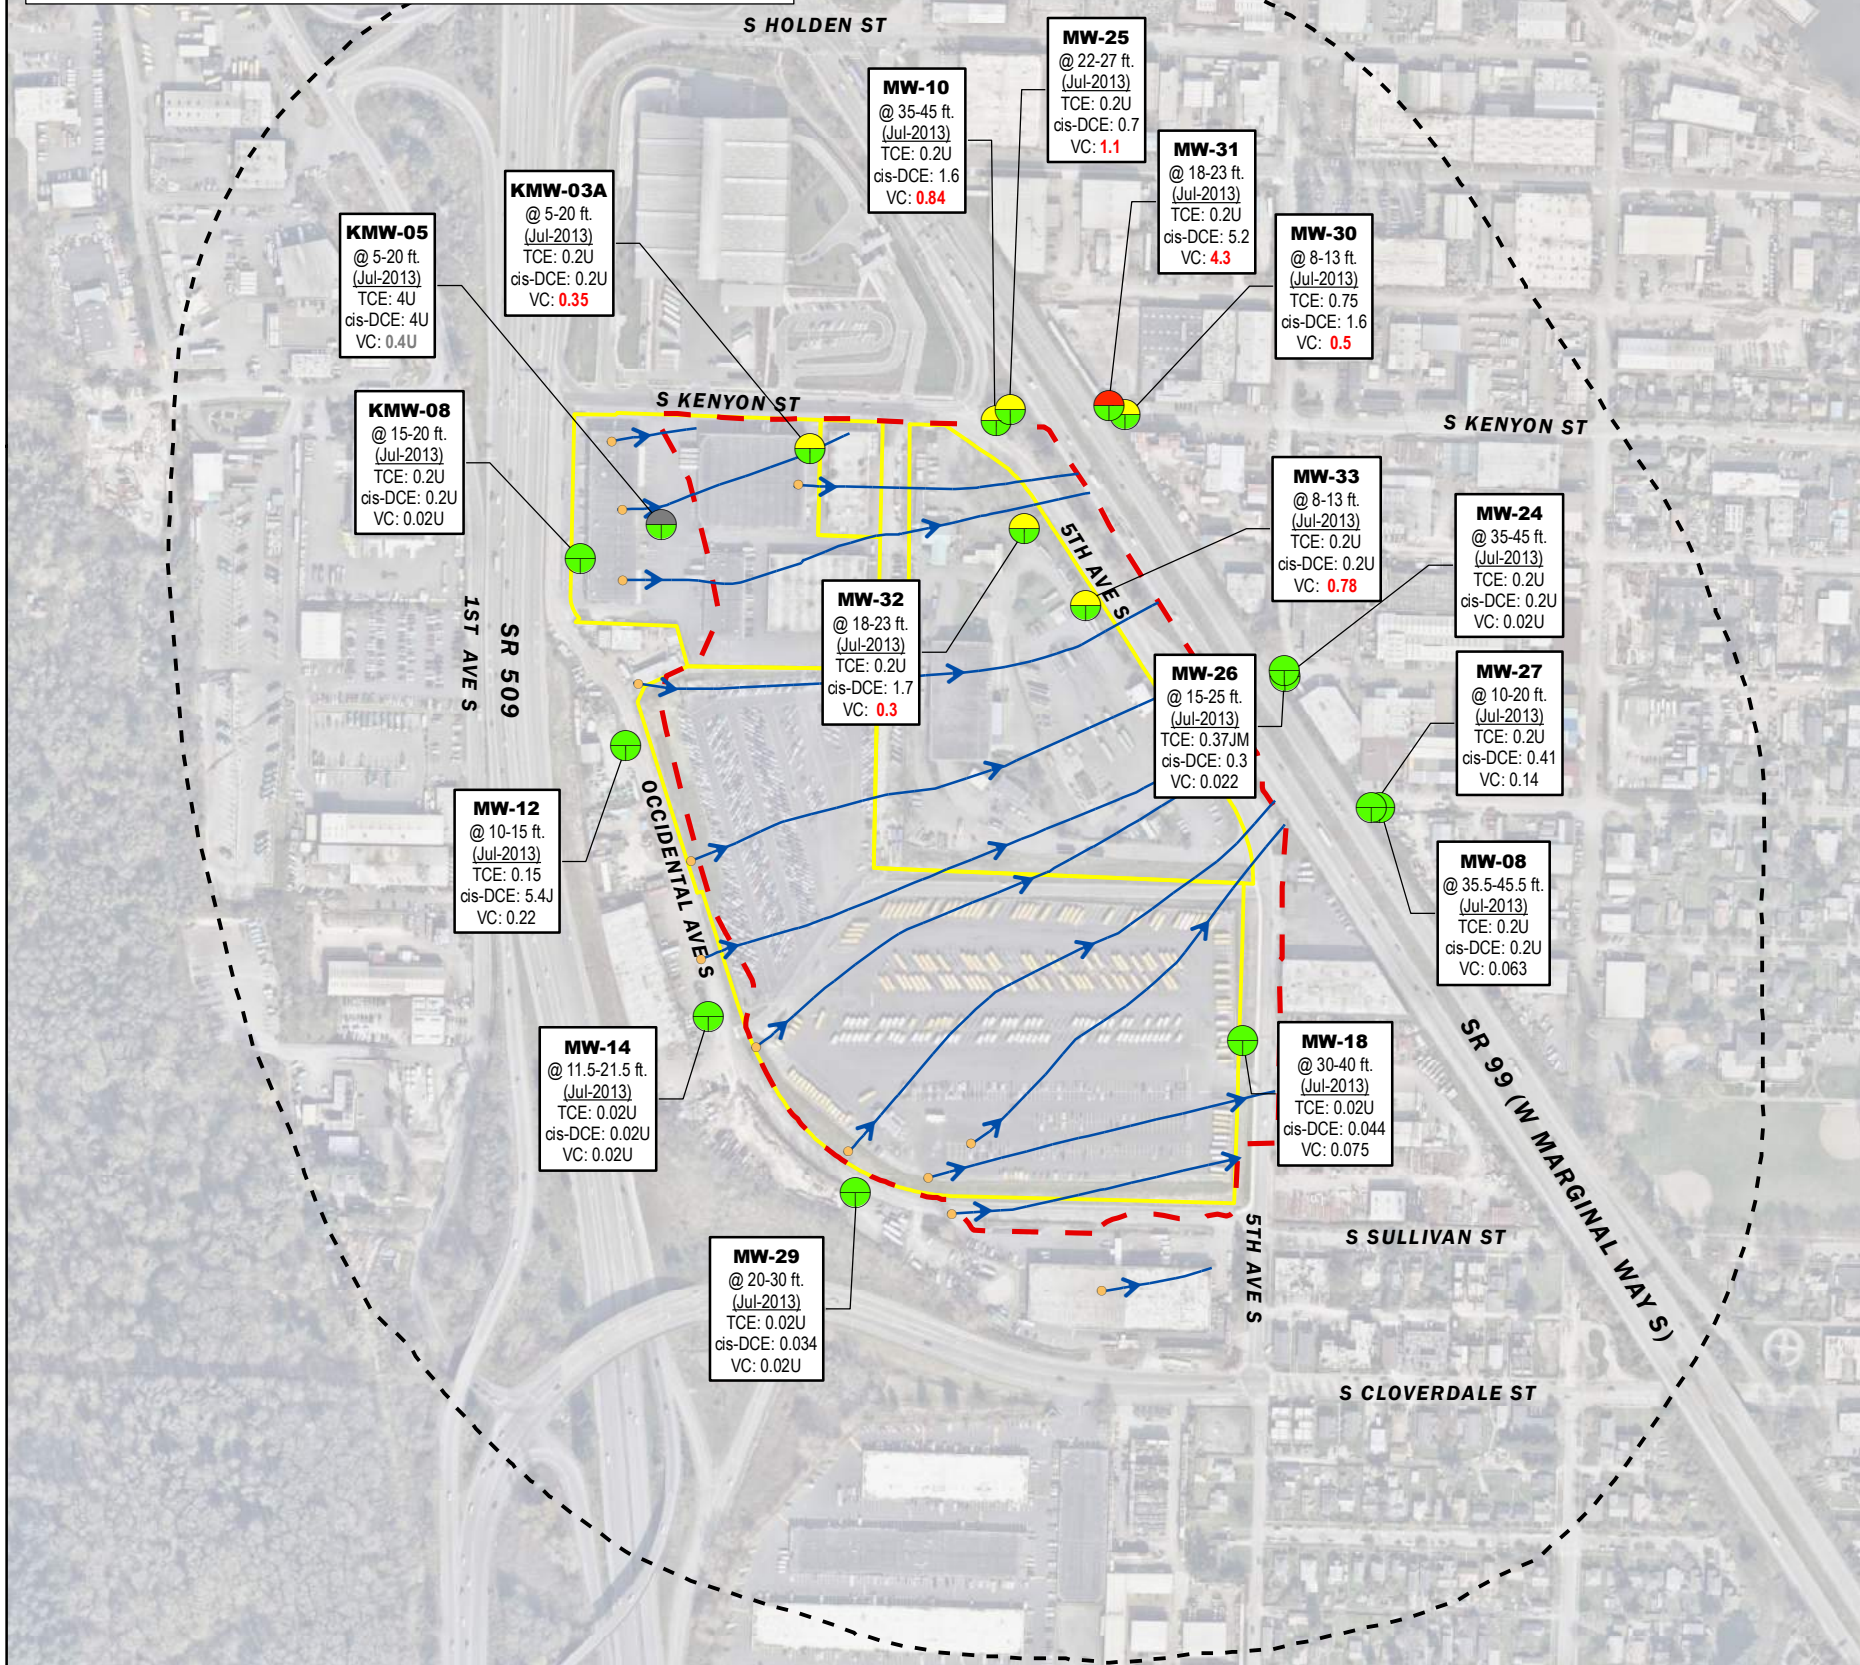 S HOLDEN ST
MW-25
@ 22-27 ft.
(Jul-2013)
TCE: 0.2U
cis-DCE: 0.7
VC: 1.1
MW-10
@ 35-45 ft.
(Jul-2013)
TCE: 0.2U
cis-DCE: 1.6
VC: 0.84
MW-31
@ 18-23 ft.
(Jul-2013)
TCE: 0.2U
cis-DCE: 5.2
VC: 4.3
KMW-03A
@ 5-20 ft.
(Jul-2013)
TCE: 0.2U
cis-DCE: 0.2U
VC: 0.35
KMW-05
@ 5-20 ft.
(Jul-2013)
TCE: 4U
cis-DCE: 4U
VC: 0.4U
MW-30
@ 8-13 ft.
(Jul-2013)
TCE: 0.75
cis-DCE: 1.6
VC: 0.5
KMW-08
@ 15-20 ft.
(Jul-2013)
TCE: 0.2U
cis-DCE: 0.2U
VC: 0.02U
S KENYON ST
S KENYON ST
MW-33
@ 8-13 ft.
(Jul-2013)
TCE: 0.2U
cis-DCE: 0.2U
VC: 0.78
MW-24
@ 35-45 ft.
(Jul-2013)
TCE: 0.2U
cis-DCE: 0.2U
VC: 0.02U
5TH AVE S
MW-32
@ 18-23 ft.
(Jul-2013)
TCE: 0.2U
cis-DCE: 1.7
VC: 0.3
1ST AVE S
SR 509
MW-26
@ 15-25 ft.
(Jul-2013)
TCE: 0.37JM
cis-DCE: 0.3
VC: 0.022
MW-27
@ 10-20 ft.
(Jul-2013)
TCE: 0.2U
cis-DCE: 0.41
VC: 0.14
MW-12
@ 10-15 ft.
(Jul-2013)
TCE: 0.15
cis-DCE: 5.4J
VC: 0.22
OCCIDENTAL AVE S
MW-08
@ 35.5-45.5 ft.
(Jul-2013)
TCE: 0.2U
cis-DCE: 0.2U
VC: 0.063
MW-14
@ 11.5-21.5 ft.
(Jul-2013)
TCE: 0.02U
cis-DCE: 0.02U
VC: 0.02U
MW-18
@ 30-40 ft.
(Jul-2013)
TCE: 0.02U
cis-DCE: 0.044
VC: 0.075
SR 99 (W MARGINAL WAY S)
MW-29
@ 20-30 ft.
(Jul-2013)
TCE: 0.02U
cis-DCE: 0.034
VC: 0.02U
5TH AVE S
S SULLIVAN ST
S CLOVERDALE ST